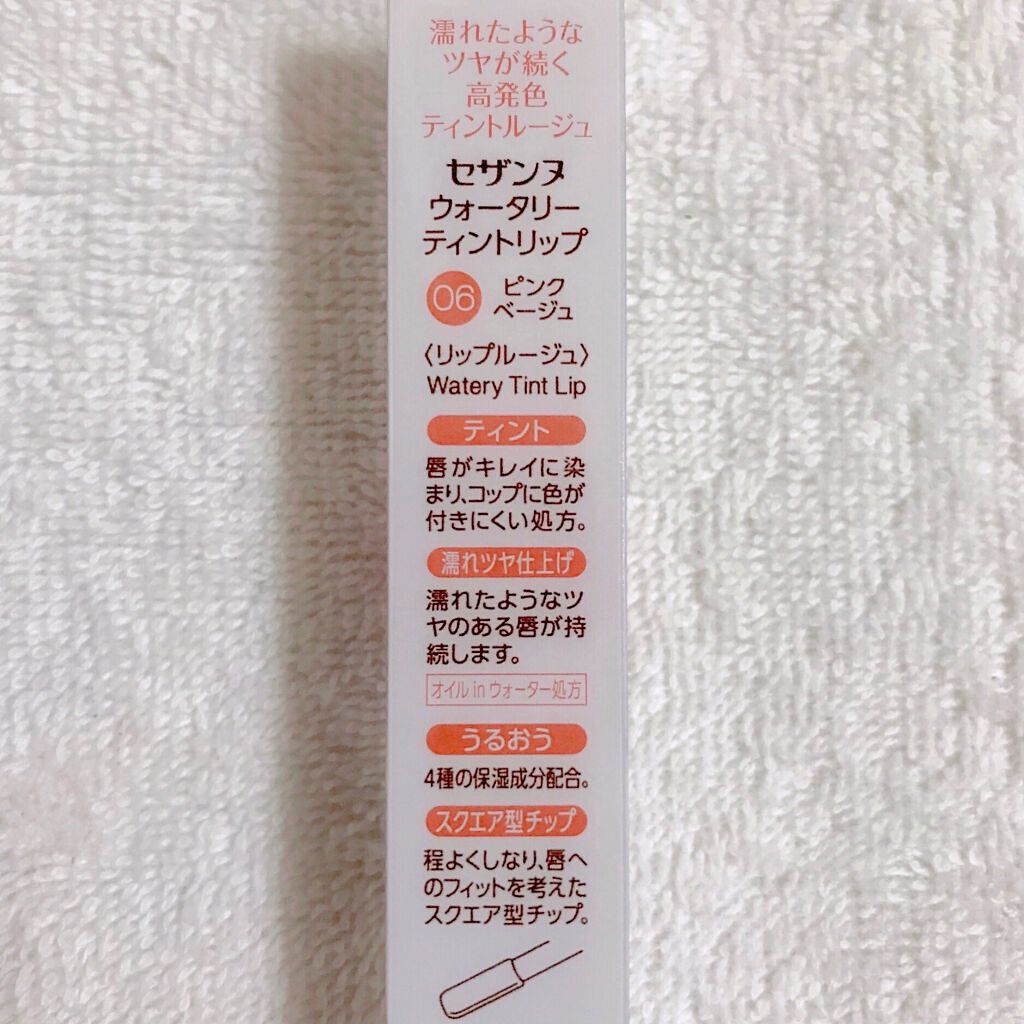 濡れたような
ツヤが続く
高発色
ティントルージュ
セザンヌ
ウォータリー
ティントリップ
06 ピンク
ベージュ
〈リップルージュ〉
Watery Tint Lip
ティント
唇がキレイに染
まり、コップに色が
付きにくい処方。
濡れツヤ仕上げ
濡れたようなツ
ヤのある唇が持
続します。
オイル in ウォーター処方
うるおう
4種の保湿成分配合。
スクエア型チップ
程よくしなり、唇へ
のフィットを考えた
スクエア型チップ。